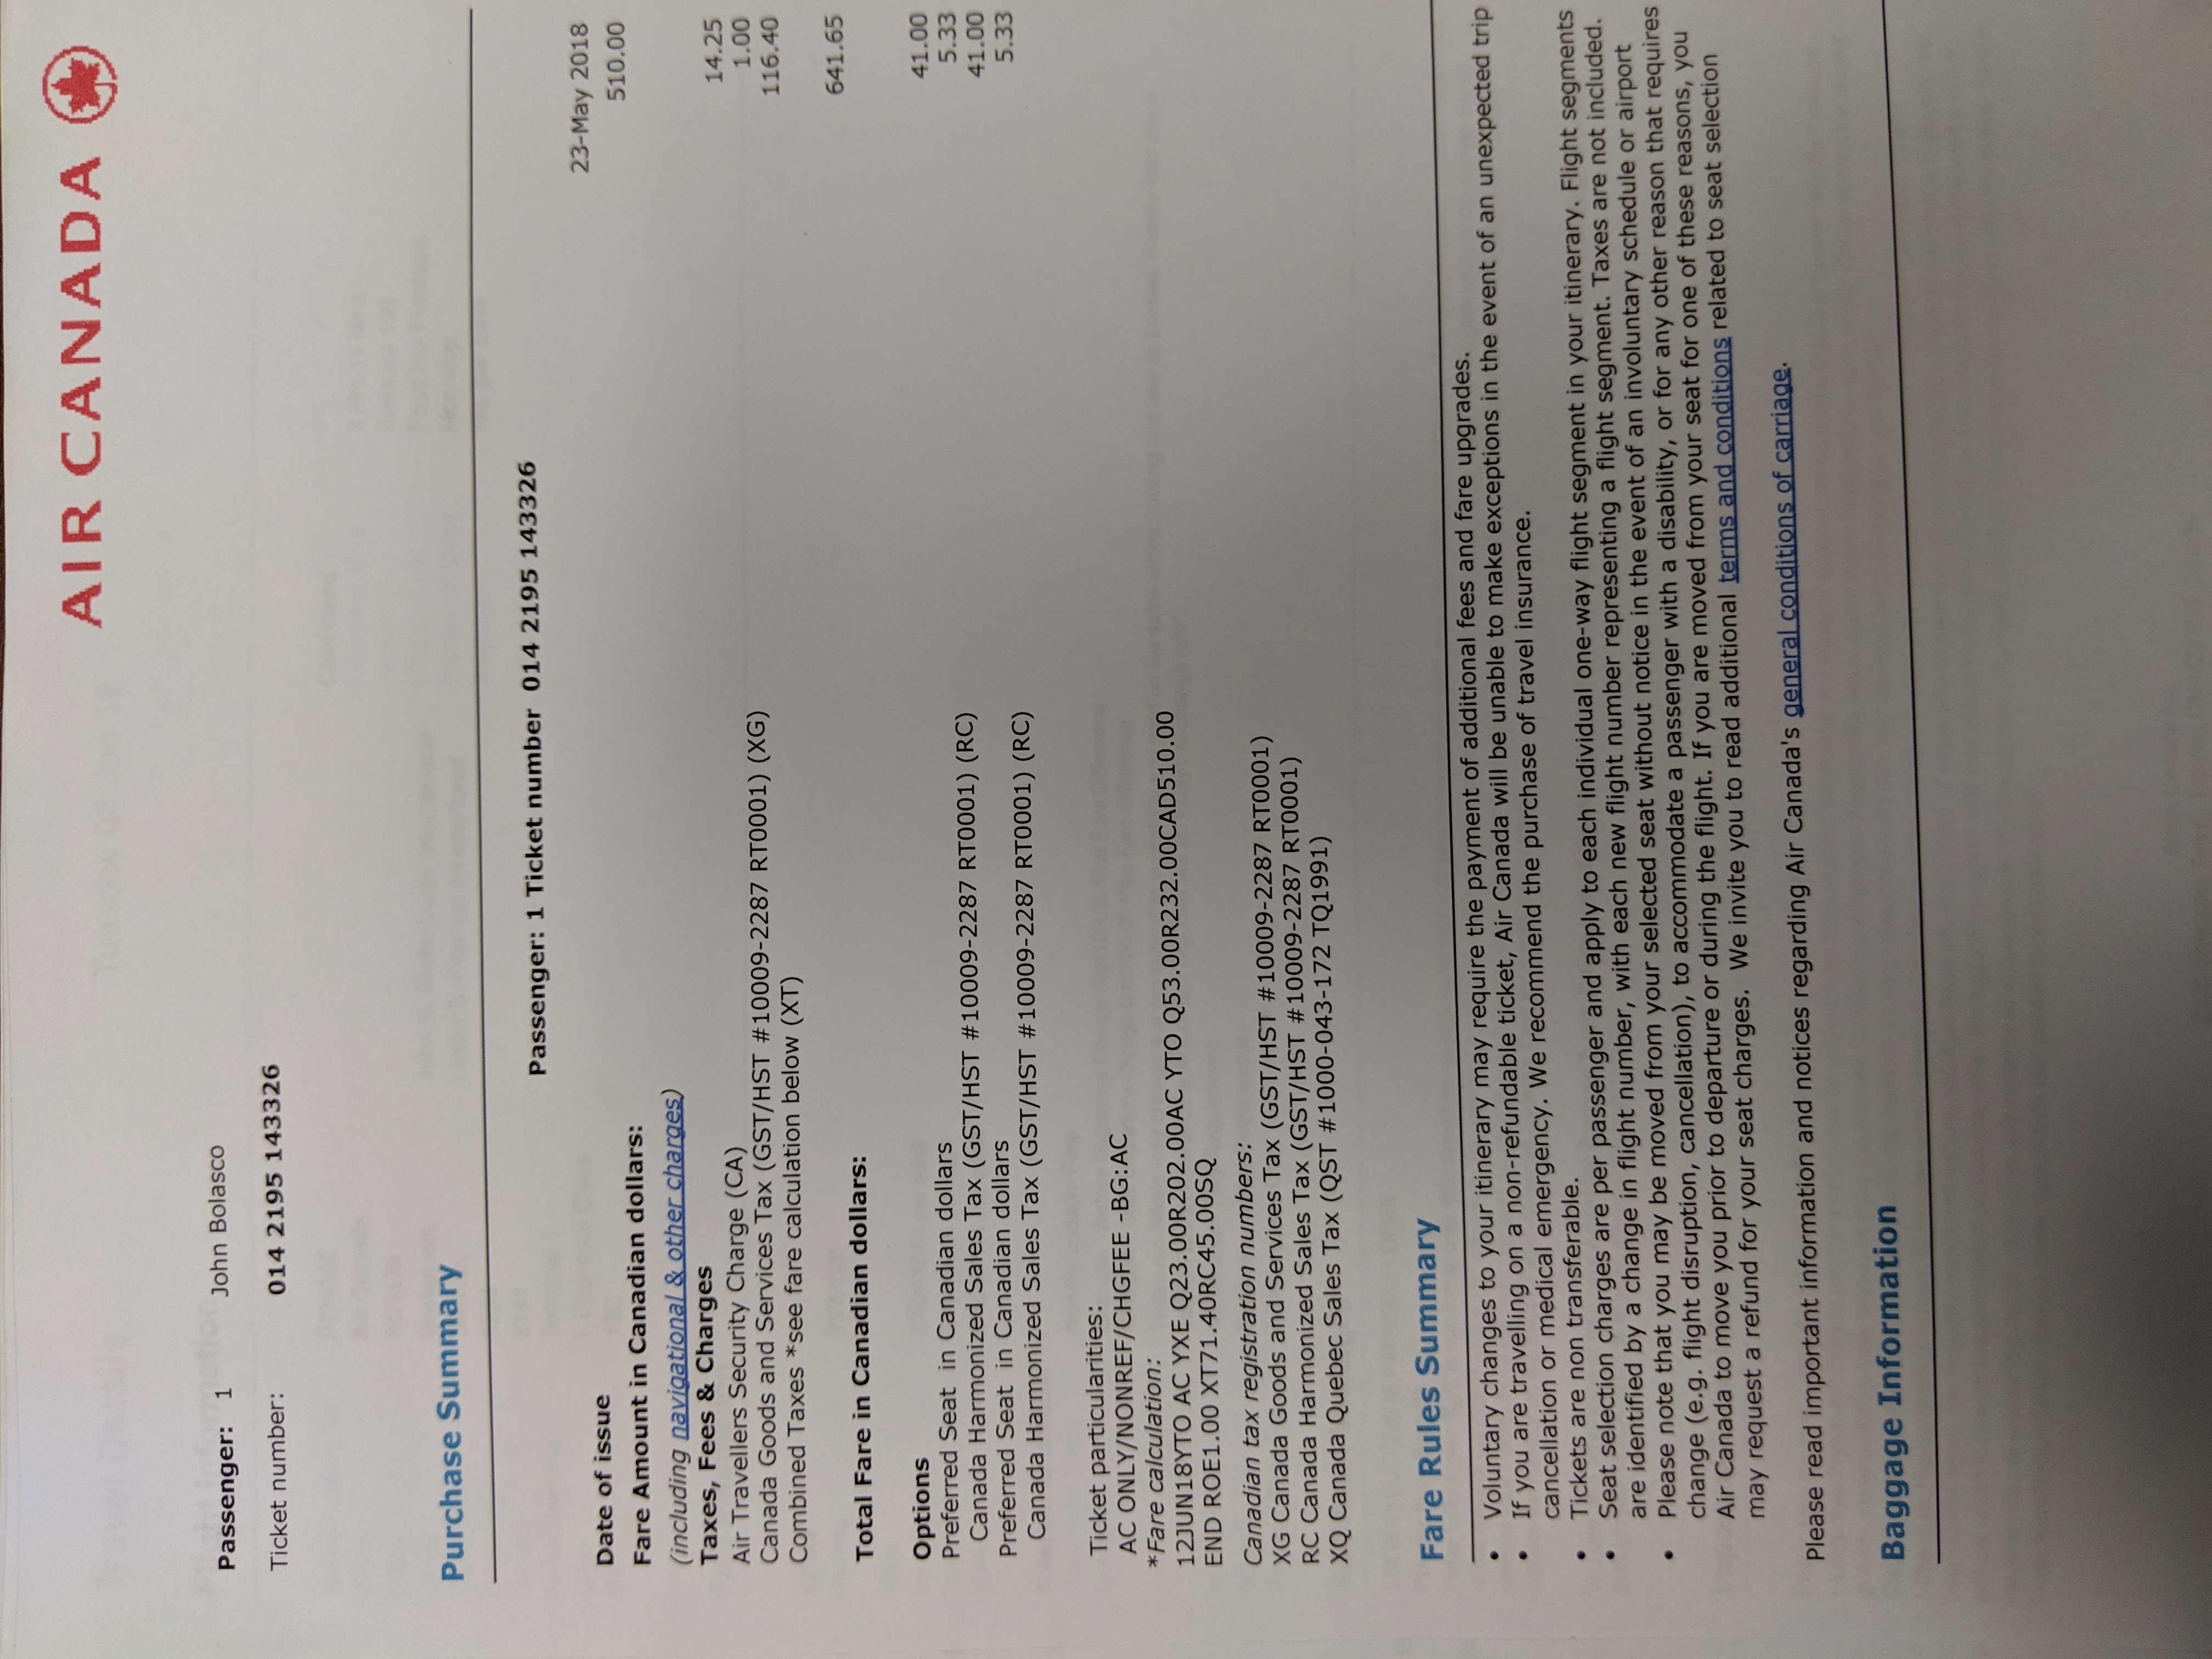 AIR CANADA
Passenger: 1 John Bolasco
Ticket number: 014 2195 143326
Purchase Summary
Passenger: 1 Ticket number 014 2195 143326
Date of issue 23-May 2018
Fare Amount in Canadian dollars: 510.00
(including navigational & other charges)
Taxes, Fees & Charges
Air Travellers Security Charge (CA) 14.25
Canada Goods and Services Tax (GST/HST #10009-2287 RT0001) (XG) 1.00
Combined Taxes *see fare calculation below (XT) 116.40
Total Fare in Canadian dollars: 641.65
Options
Preferred Seat in Canadian dollars 41.00
Canada Harmonized Sales Tax (GST/HST #10009-2287 RT0001) (RC) 5.33
Preferred Seat in Canadian dollars 41.00
Canada Harmonized Sales Tax (GST/HST #10009-2287 RT0001) (RC) 5.33
Ticket particularities:
AC ONLY/NONREF/CHGFEE -BG:AC
*Fare calculation:
12JUN18YTO AC YXE Q23.00R202.00AC YTO Q53.00R232.00CAD510.00
END ROE1.00 XT71.40RC45.00SQ
Canadian tax registration numbers:
XG Canada Goods and Services Tax (GST/HST #10009-2287 RT0001)
RC Canada Harmonized Sales Tax (GST/HST #10009-2287 RT0001)
XQ Canada Quebec Sales Tax (QST #1000-043-172 TQ1991)
Fare Rules Summary
• Voluntary changes to your itinerary may require the payment of additional fees and fare upgrades.
• If you are travelling on a non-refundable ticket, Air Canada will be unable to make exceptions in the event of an unexpected trip
cancellation or medical emergency. We recommend the purchase of travel insurance.
• Tickets are non transferable.
• Seat selection charges are per passenger and apply to each individual one-way flight segment in your itinerary. Flight segments
are identified by a change in flight number, with each new flight number representing a flight segment. Taxes are not included.
• Please note that you may be moved from your selected seat without notice in the event of an involuntary schedule or airport
change (e.g. flight disruption, cancellation), to accommodate a passenger with a disability, or for any other reason that requires
Air Canada to move you prior to departure or during the flight. If you are moved from your seat for one of these reasons, you
may request a refund for your seat charges. We invite you to read additional terms and conditions related to seat selection
Please read important information and notices regarding Air Canada's general conditions of carriage.
Baggage Information